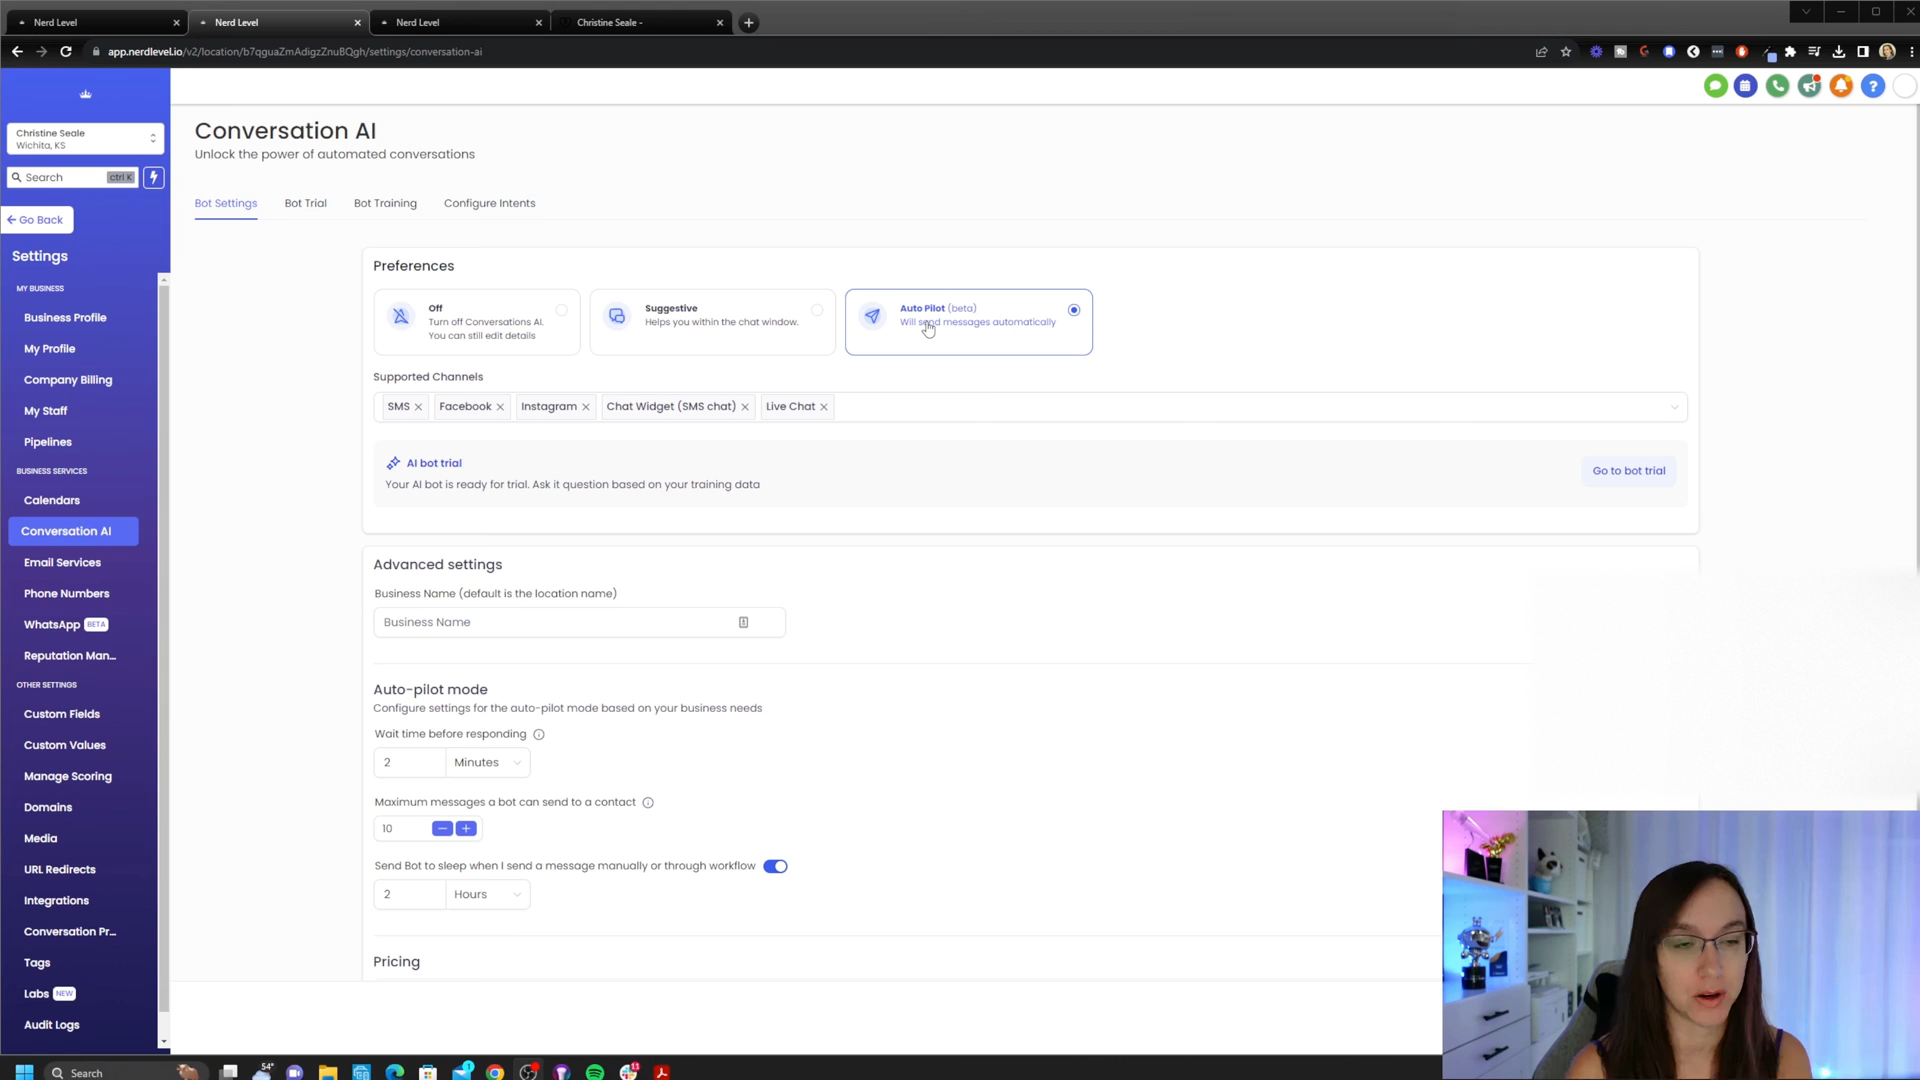 Nerd Level
Nerd Level
Nerd Level
Christine Seale -
app.nerdlevel.io/v2/location/b7qguaZmAdigzZnuBQgh/settings/conversation-ai
Christine Seale
Wichita, KS
Search
ctrl K
Go Back
Settings
MY BUSINESS
Business Profile
My Profile
Company Billing
My Staff
Pipelines
BUSINESS SERVICES
Calendars
Conversation AI
Email Services
Phone Numbers
WhatsApp BETA
Reputation Man...
OTHER SETTINGS
Custom Fields
Custom Values
Manage Scoring
Domains
Media
URL Redirects
Integrations
Conversation Pr...
Tags
Labs NEW
Audit Logs
Conversation AI
Unlock the power of automated conversations
Bot Settings Bot Trial Bot Training Configure Intents
Preferences
Off
Turn off Conversations AI.
You can still edit details
Suggestive
Helps you within the chat window.
Auto Pilot (beta)
Will send messages automatically
Supported Channels
SMS Facebook Instagram Chat Widget (SMS chat) Live Chat
AI bot trial
Your AI bot is ready for trial. Ask it question based on your training data
Go to bot trial
Advanced settings
Business Name (default is the location name)
Business Name
Auto-pilot mode
Configure settings for the auto-pilot mode based on your business needs
Wait time before responding
2 Minutes
Maximum messages a bot can send to a contact
10 − +
Send Bot to sleep when I send a message manually or through workflow
2 Hours
Pricing
Search
54°
1
11